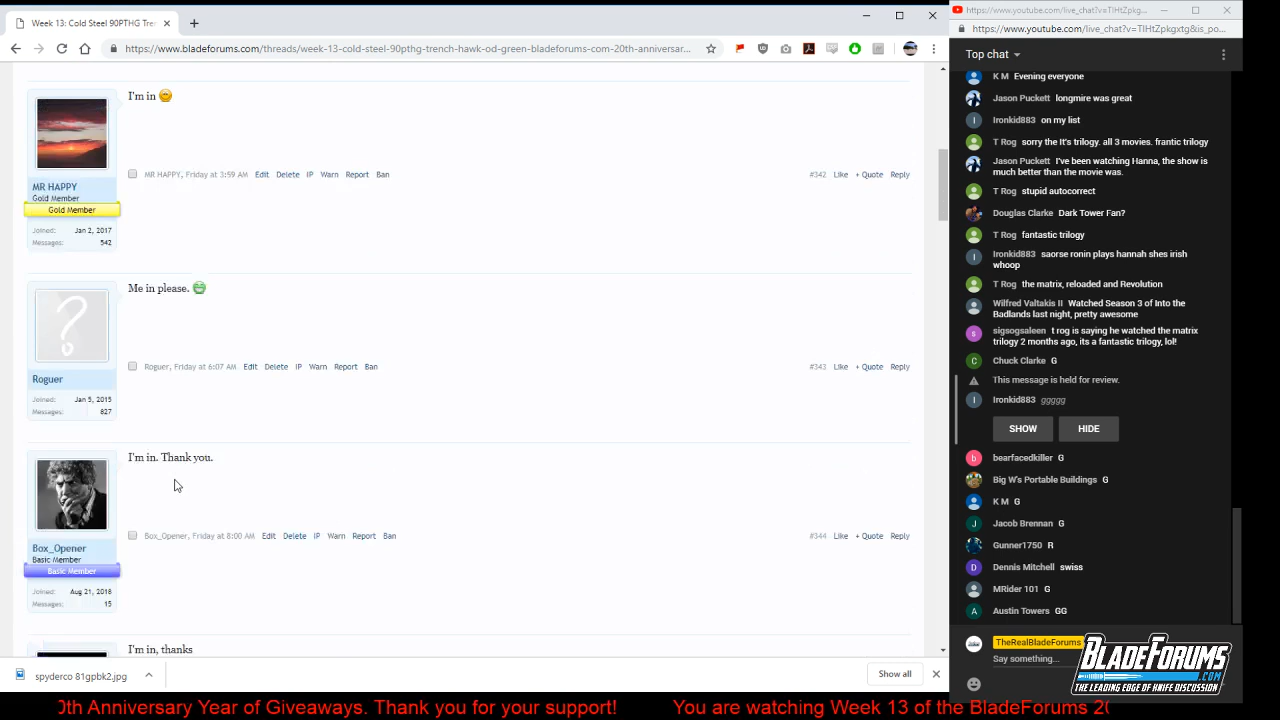 Week 13: Cold Steel 90PTHG Tren
https://www.bladeforums.com/threads/week-13-cold-steel-90pthg-trench-hawk-od-green-bladeforums-com-20th-anniversar...
I'm in
MR HAPPY, Friday at 3:59 AM Edit Delete IP Warn Report Ban
#342 Like + Quote Reply
MR HAPPY
Gold Member
Gold Member
Joined: Jan 2, 2017
Messages: 542
Me in please.
Roguer, Friday at 6:07 AM Edit Delete IP Warn Report Ban
#343 Like + Quote Reply
Roguer
Joined: Jan 5, 2015
Messages: 827
I'm in. Thank you.
Box_Opener, Friday at 8:00 AM Edit Delete IP Warn Report Ban
#344 Like + Quote Reply
Box_Opener
Basic Member
Basic Member
Joined: Aug 21, 2018
Messages: 15
I'm in, thanks
spyderco 81gpbk2.jpg
Show all
https://www.youtube.com/live_chat?v=TIHtZpkg...
https://www.youtube.com/live_chat?v=TIHtZpkgxtg&is_po...
Top chat
K M Evening everyone
Jason Puckett longmire was great
Ironkid883 on my list
T Rog sorry the It's trilogy. all 3 movies. frantic trilogy
Jason Puckett I've been watching Hanna, the show is
much better than the movie was.
T Rog stupid autocorrect
Douglas Clarke Dark Tower Fan?
T Rog fantastic trilogy
Ironkid883 saorse ronin plays hannah shes irish
whoop
T Rog the matrix, reloaded and Revolution
Wilfred Valtakis II Watched Season 3 of Into the
Badlands last night, pretty awesome
sigsogsaleen t rog is saying he watched the matrix
trilogy 2 months ago, its a fantastic trilogy, lol!
Chuck Clarke G
This message is held for review.
Ironkid883 ggggg
SHOW HIDE
bearfacedkiller G
Big W's Portable Buildings G
K M G
Jacob Brennan G
Gunner1750 R
Dennis Mitchell swiss
MRider 101 G
Austin Towers GG
TheRealBladeForums
Say something...
BLADEFORUMS
.COM
THE LEADING EDGE OF KNIFE DISCUSSION
0th Anniversary Year of Giveaways. Thank you for your support! You are watching Week 13 of the BladeForums 20